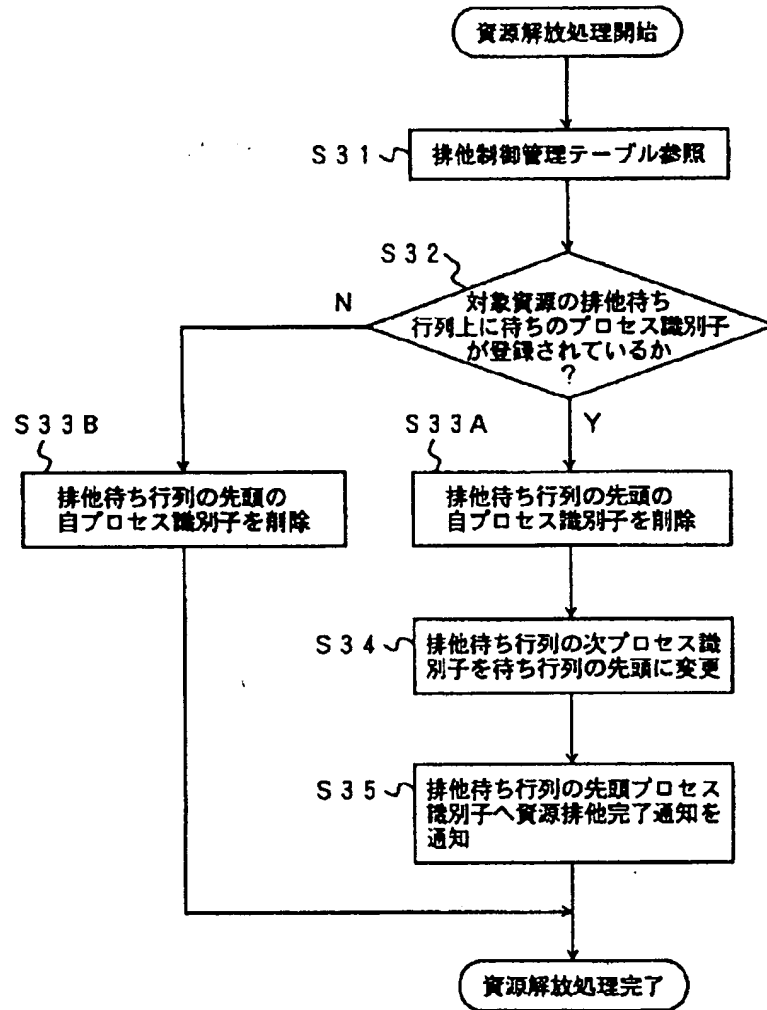 資源解放処理開始
S31
排他制御管理テーブル参照
S32
対象資源の排他待ち
行列上に待ちのプロセス識別子
が登録されているか
?
N
Y
S33B
排他待ち行列の先頭の
自プロセス識別子を削除
S33A
排他待ち行列の先頭の
自プロセス識別子を削除
S34
排他待ち行列の次プロセス識
別子を待ち行列の先頭に変更
S35
排他待ち行列の先頭プロセス
識別子へ資源排他完了通知を
通知
資源解放処理完了